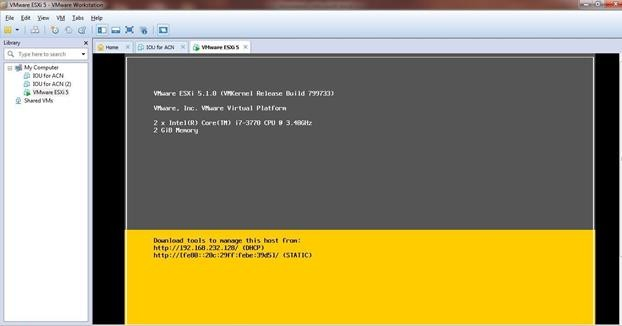 VMware ESXi 5 - VMware Workstation
File Edit View VM Tabs Help
Library
Type here to search
My Computer
IOU for ACN
IOU for ACN (2)
VMware ESXi 5
Shared VMs
Home IOU for ACN VMware ESXi 5
VMware ESXi 5.1.0 (VMKernel Release Build 799733)
VMware, Inc. VMware Virtual Platform
2 x Intel(R) Core(TM) i7-3770 CPU @ 3.40GHz
2 GiB Memory
Download tools to manage this host from:
http://192.168.232.128/ (DHCP)
http://[fe80::20c:29ff:febe:39d5]/ (STATIC)